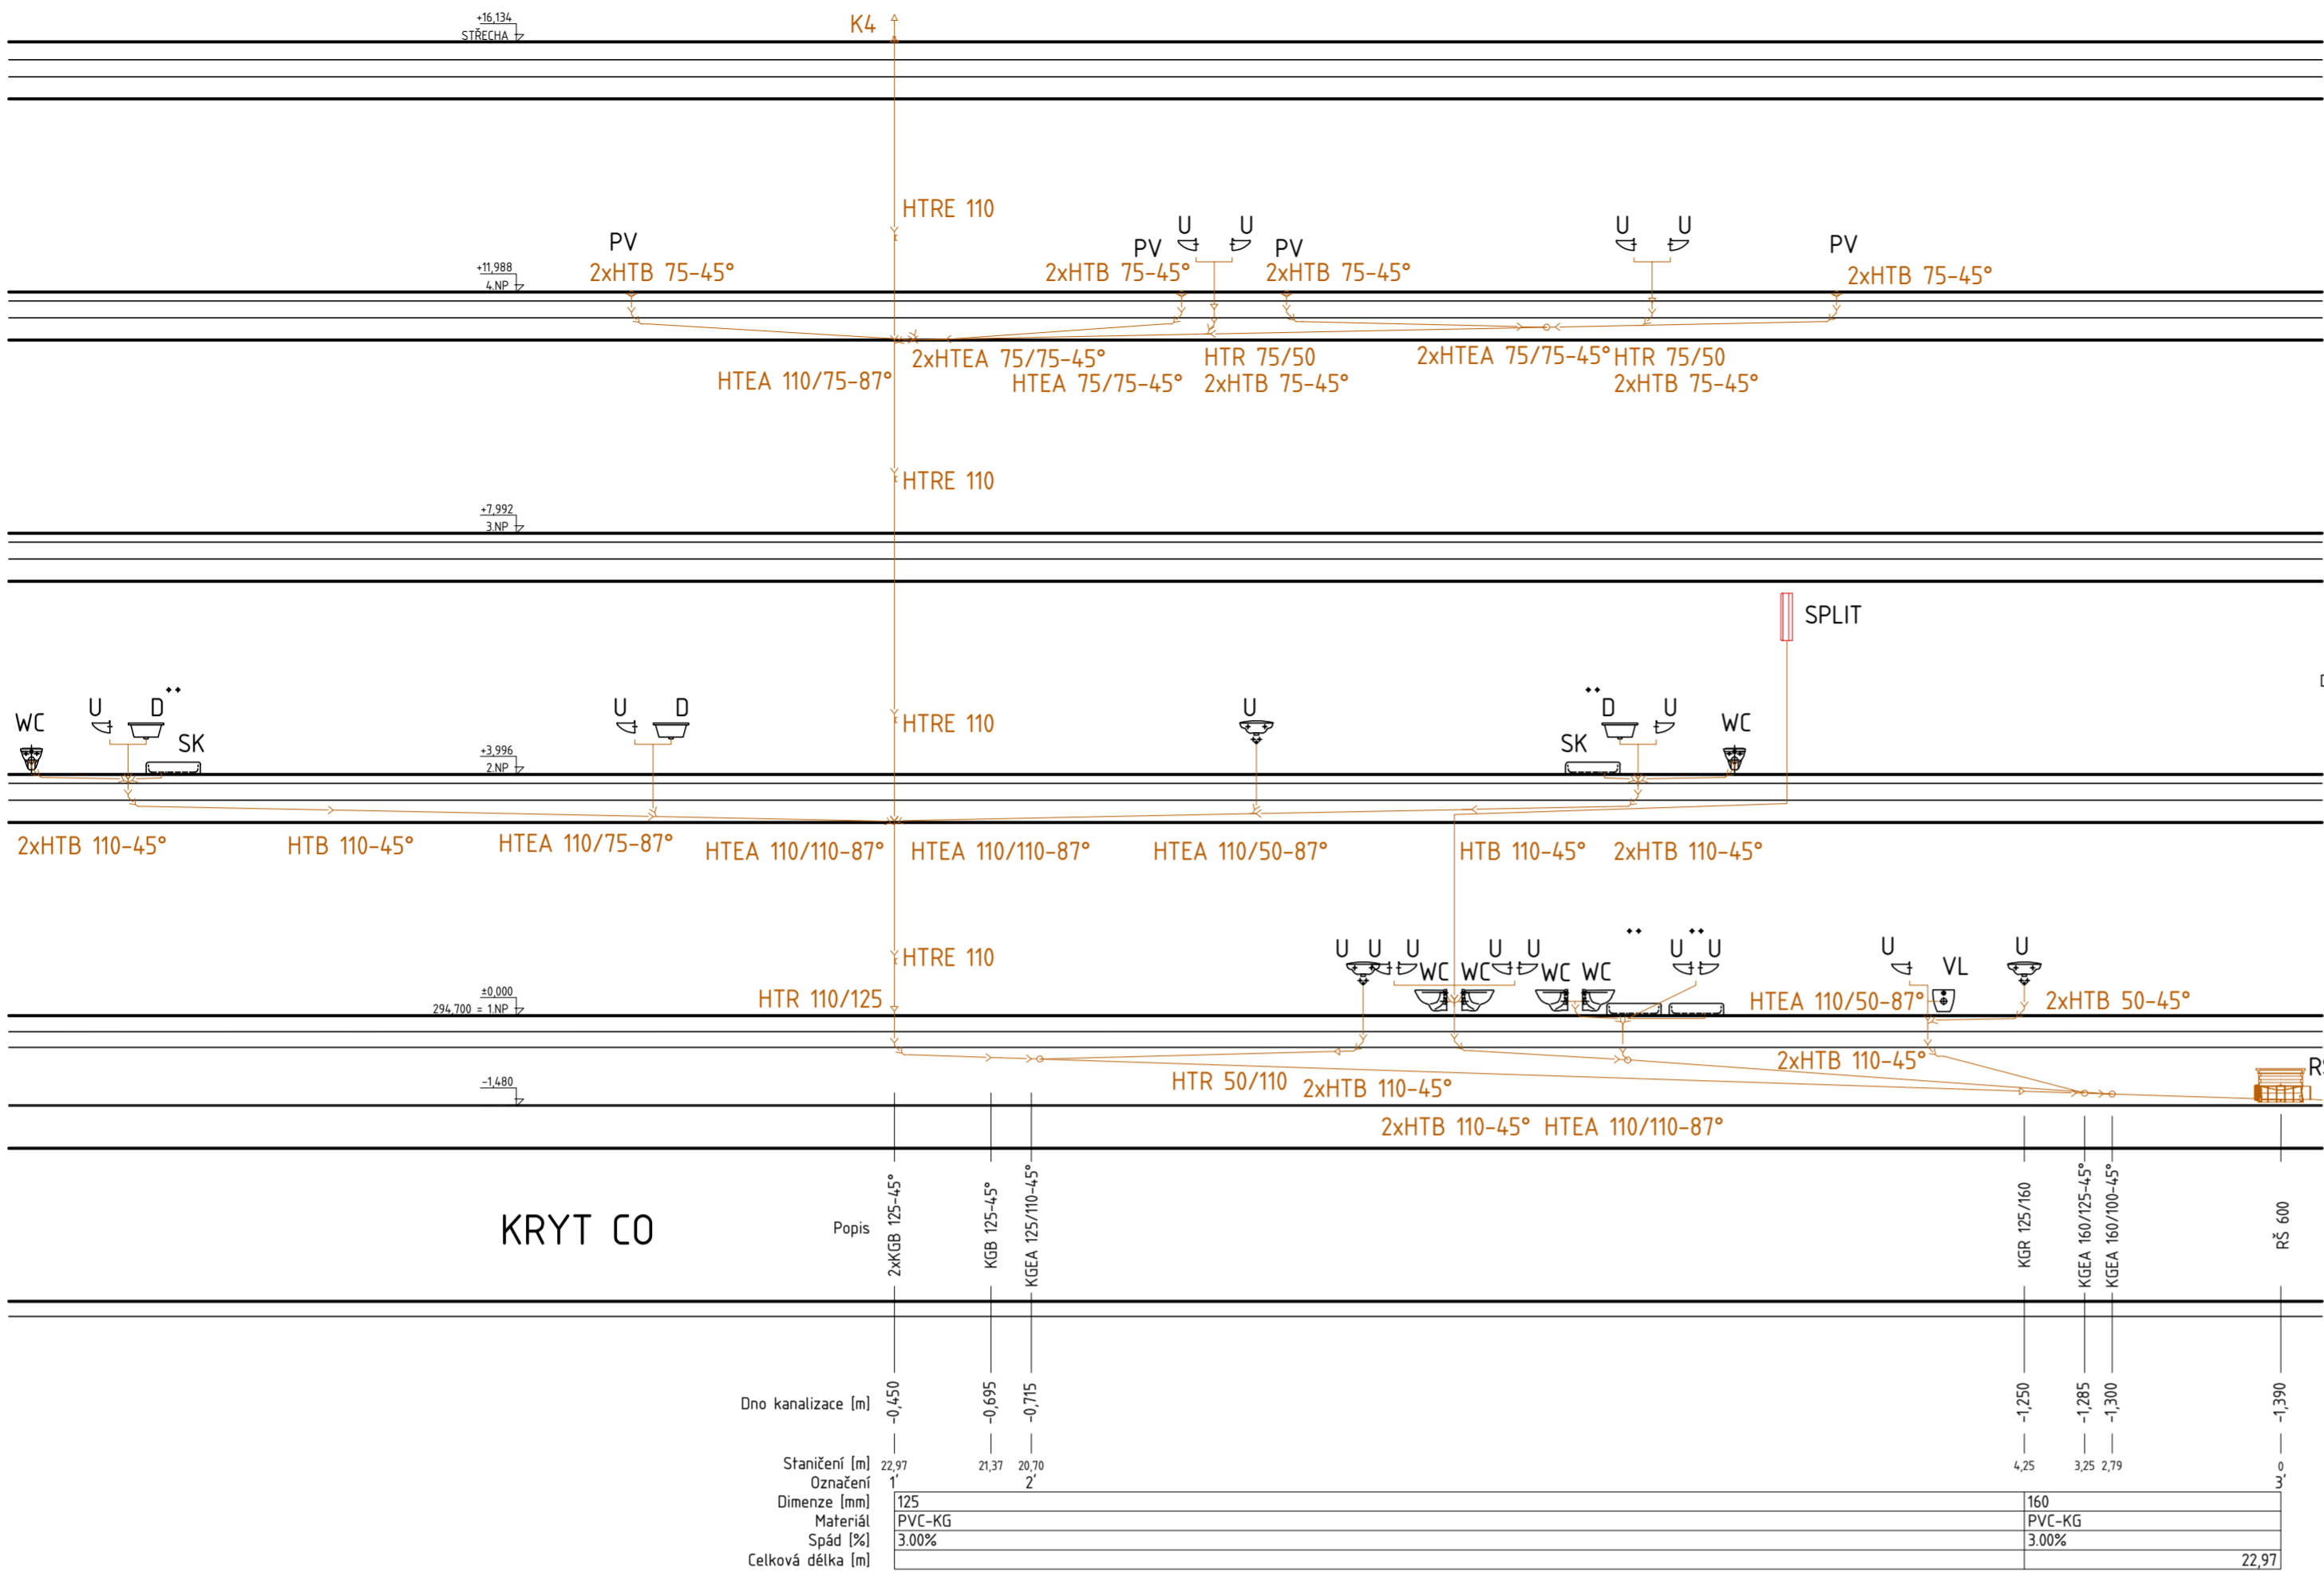 +16,134
STŘECHA
K4
HTRE 110
PV
2xHTB 75-45°
PV
U
U
PV
2xHTB 75-45°
2xHTB 75-45°
U
U
PV
2xHTB 75-45°
+11,988
4.NP
2xHTEA 75/75-45°
HTR 75/50
2xHTEA 75/75-45°
HTR 75/50
HTEA 110/75-87°
HTEA 75/75-45°
2xHTB 75-45°
2xHTB 75-45°
HTRE 110
+7,992
3.NP
SPLIT
WC
U
D
SK
U
D
HTRE 110
U
SK
D
U
WC
+3,996
2.NP
2xHTB 110-45°
HTB 110-45°
HTEA 110/75-87°
HTEA 110/110-87°
HTEA 110/110-87°
HTEA 110/50-87°
HTB 110-45°
2xHTB 110-45°
HTRE 110
U
U
U
WC
WC
U
U
WC
WC
U
U
U
VL
U
HTR 110/125
HTEA 110/50-87°
2xHTB 50-45°
±0,000
294,700 = 1.NP
2xHTB 110-45°
HTR 50/110
2xHTB 110-45°
-1,480
2xHTB 110-45°
HTEA 110/110-87°
KRYT CO
Popis
2xKGB 125-45°
KGB 125-45°
KGEA 125/110-45°
KGR 125/160
KGEA 160/125-45°
KGEA 160/100-45°
RŠ 600
Dno kanalizace [m]
-0,450
-0,695
-0,715
-1,250
-1,285
-1,300
-1,390
Staničení [m]
22,97
21,37
20,70
4,25
3,25
2,79
0
Označení
1'
2'
3'
Dimenze [mm]
125
160
Materiál
PVC-KG
PVC-KG
Spád [%]
3.00%
3.00%
Celková délka [m]
22,97